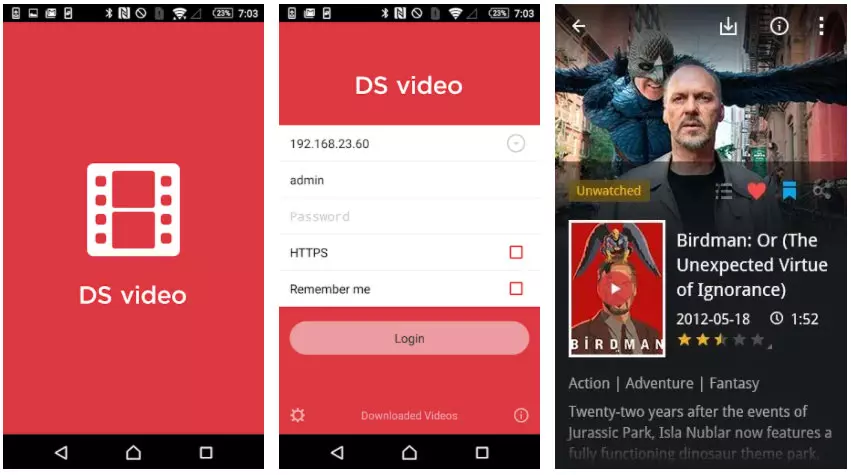 23%
7:03
DS video
23%
7:03
DS video
192.168.23.60
admin
Password
HTTPS
Remember me
Login
Downloaded Videos
Unwatched
BiRDMAN
Birdman: Or (The
Unexpected Virtue
of Ignorance)
2012-05-18 1:52
Action | Adventure | Fantasy
Twenty-two years after the events of
Jurassic Park, Isla Nublar now features a
fully functioning dinosaur theme park,